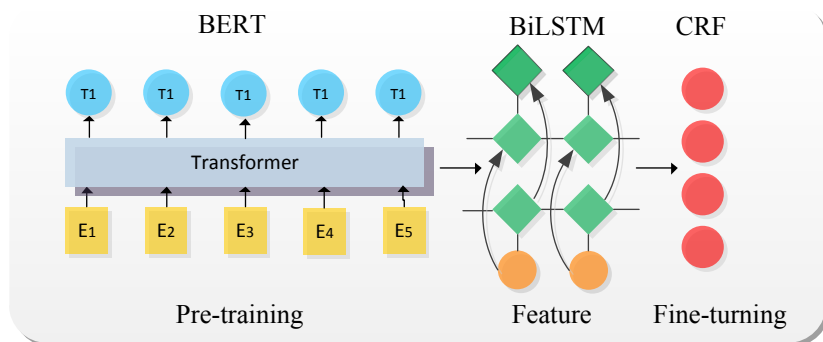 BERT BiLSTM CRF
T1 T1 T1 T1 T1
Transformer
E1 E2 E3 E4 E5
Pre-training Feature Fine-turning